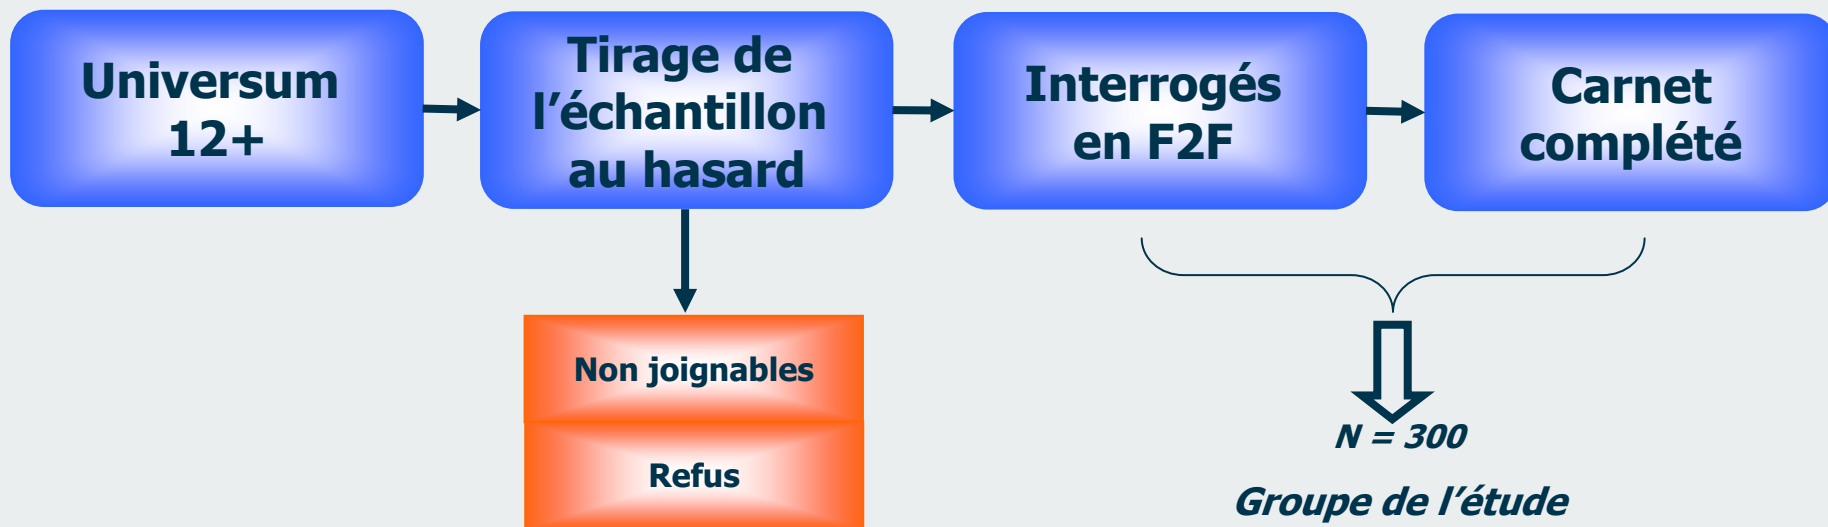 Universum
12+
Tirage de
l’échantillon
au hasard
Interrogés
en F2F
Carnet
complété
Non joignables
Refus
N = 300
Groupe de l’étude